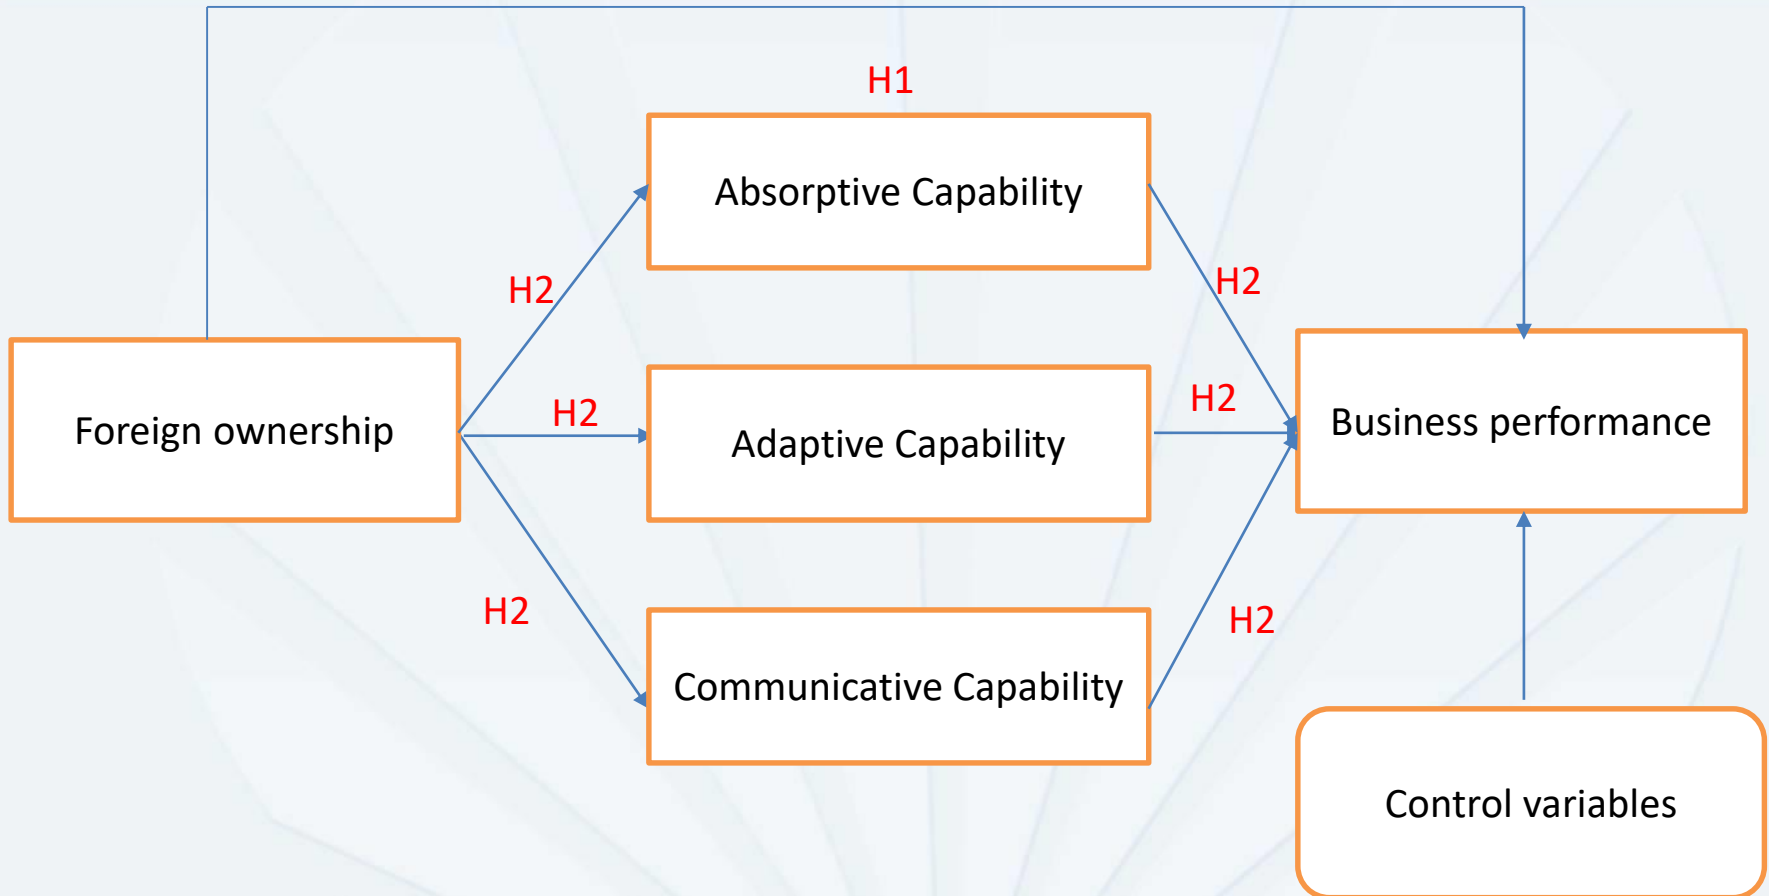 H1
Absorptive Capability
H2
H2
Foreign ownership
H2
Adaptive Capability
H2
Business performance
H2
Communicative Capability
H2
Control variables